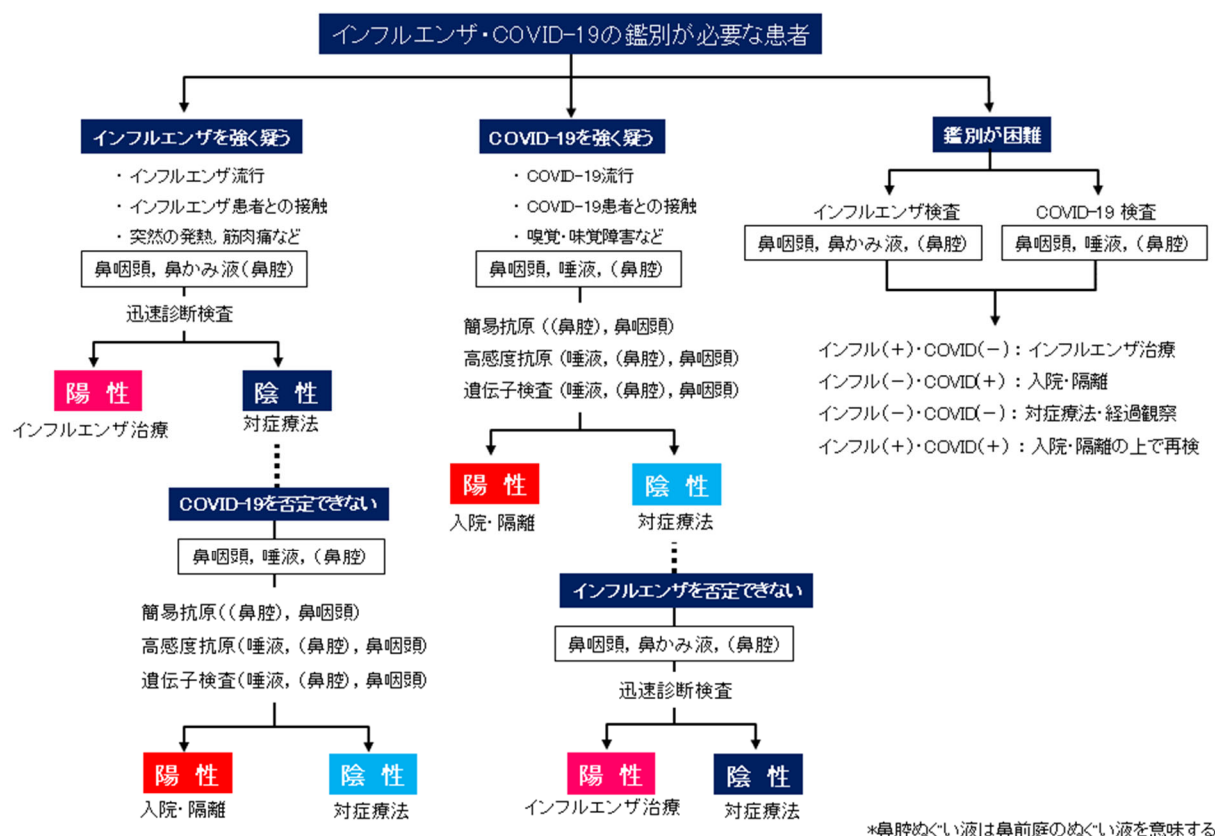 インフルエンザ・COVID-19の鑑別が必要な患者
インフルエンザを強く疑う
・ インフルエンザ流行
・ インフルエンザ患者との接触
・ 突然の発熱, 筋肉痛など
鼻咽頭, 鼻かみ液(鼻腔)
迅速診断検査
陽 性
インフルエンザ治療
陰 性
対症療法
COVID-19を否定できない
鼻咽頭, 唾液, (鼻腔)
簡易抗原((鼻腔), 鼻咽頭)
高感度抗原(唾液, (鼻腔), 鼻咽頭)
遺伝子検査(唾液, (鼻腔), 鼻咽頭)
陽 性
入院・隔離
陰 性
対症療法
COVID-19を強く疑う
・ COVID-19流行
・ COVID-19患者との接触
・ 嗅覚・味覚障害など
鼻咽頭, 唾液, (鼻腔)
簡易抗原 ((鼻腔), 鼻咽頭)
高感度抗原 (唾液, (鼻腔), 鼻咽頭)
遺伝子検査 (唾液, (鼻腔), 鼻咽頭)
陽 性
入院・隔離
陰 性
対症療法
インフルエンザを否定できない
鼻咽頭, 鼻かみ液, (鼻腔)
迅速診断検査
陽 性
インフルエンザ治療
陰 性
対症療法
鑑別が困難
インフルエンザ検査
鼻咽頭, 鼻かみ液, (鼻腔)
COVID-19 検査
鼻咽頭, 唾液, (鼻腔)
インフル(+)・COVID(-) : インフルエンザ治療
インフル(-)・COVID(+) : 入院・隔離
インフル(-)・COVID(-) : 対症療法・経過観察
インフル(+)・COVID(+) : 入院・隔離の上で再検
*鼻腔ぬぐい液は鼻前庭のぬぐい液を意味する